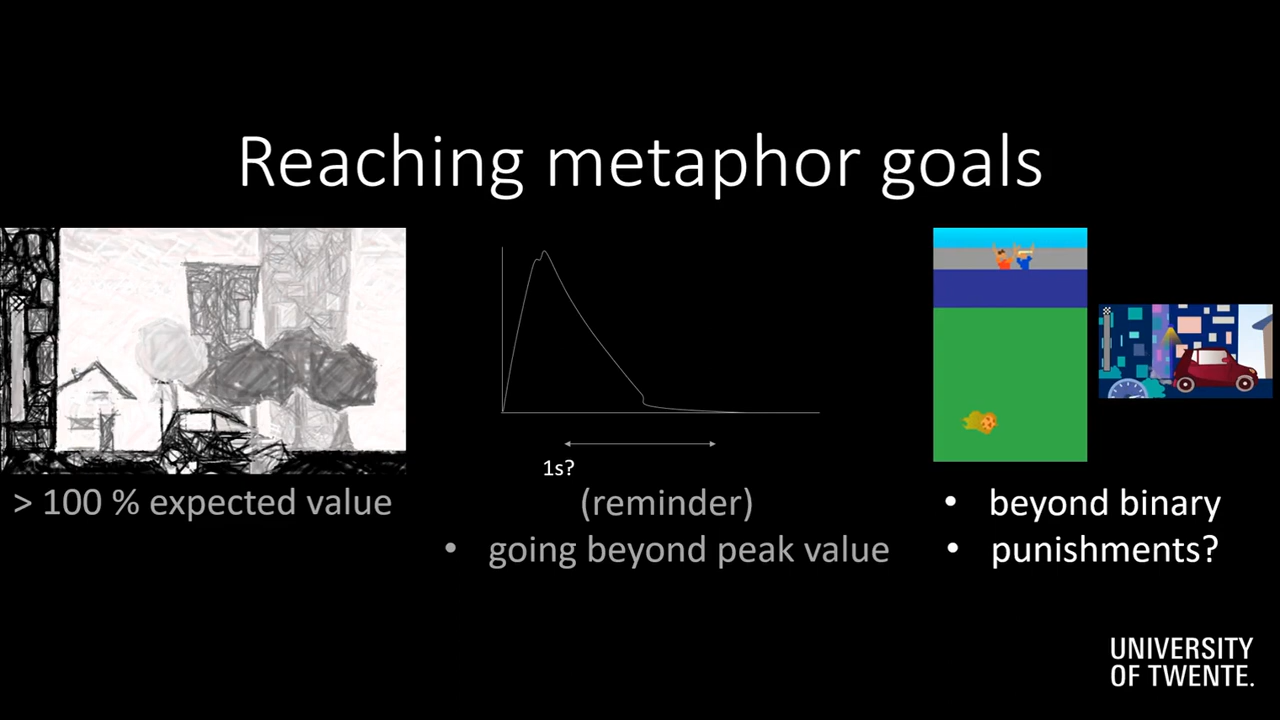 Reaching metaphor goals
> 100 % expected value
1s?
(reminder)
• going beyond peak value
• beyond binary
• punishments?
UNIVERSITY
OF TWENTE.